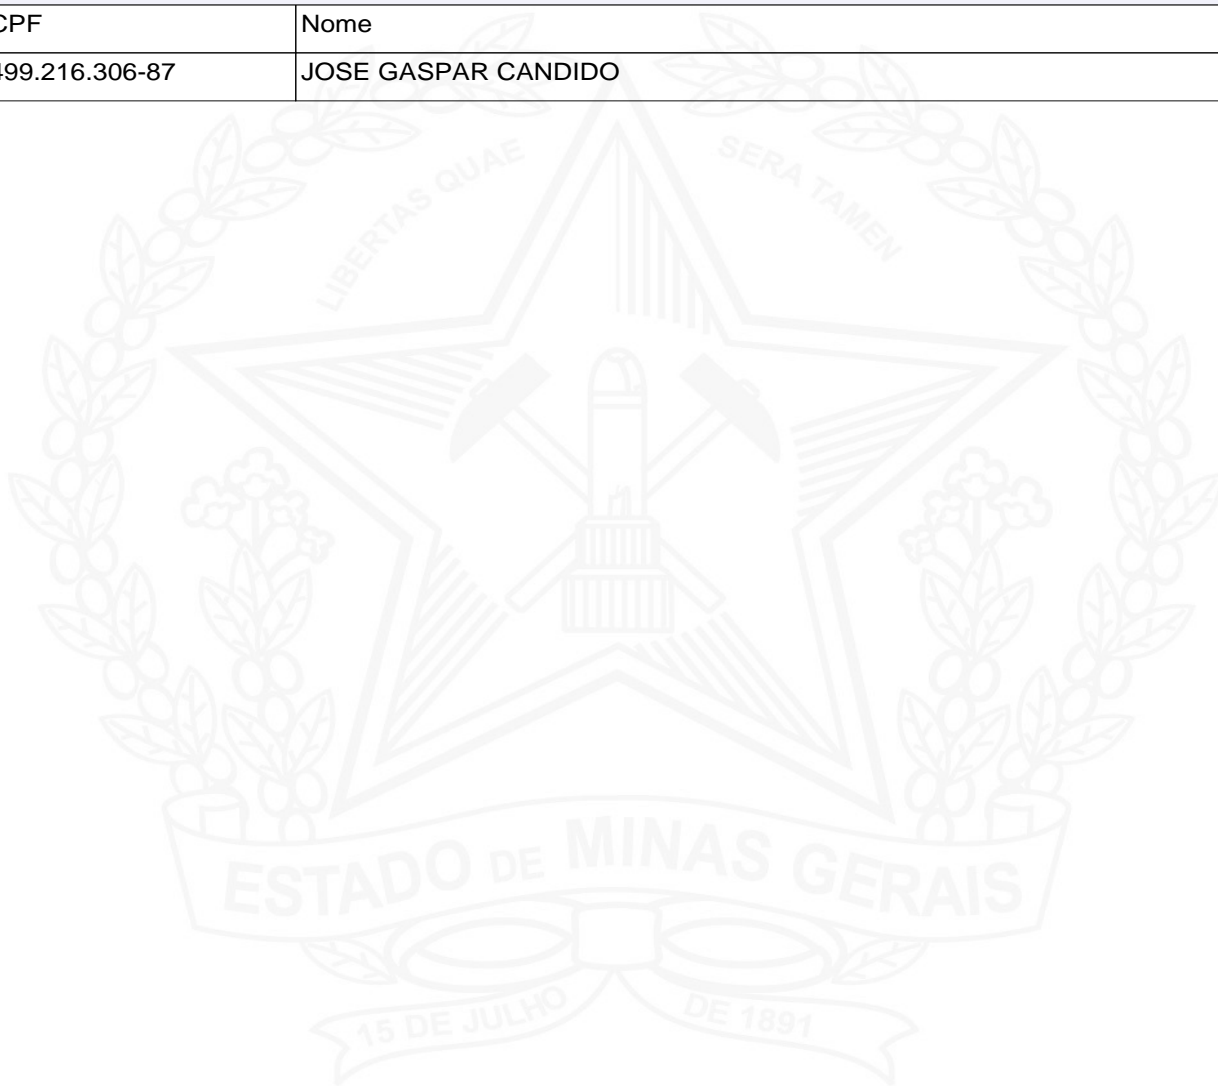 CPF Nome
499.216.306-87 JOSE GASPAR CANDIDO
LIBERTAS QUAE SERA TAMEN
ESTADO DE MINAS GERAIS
15 DE JULHO DE 1891